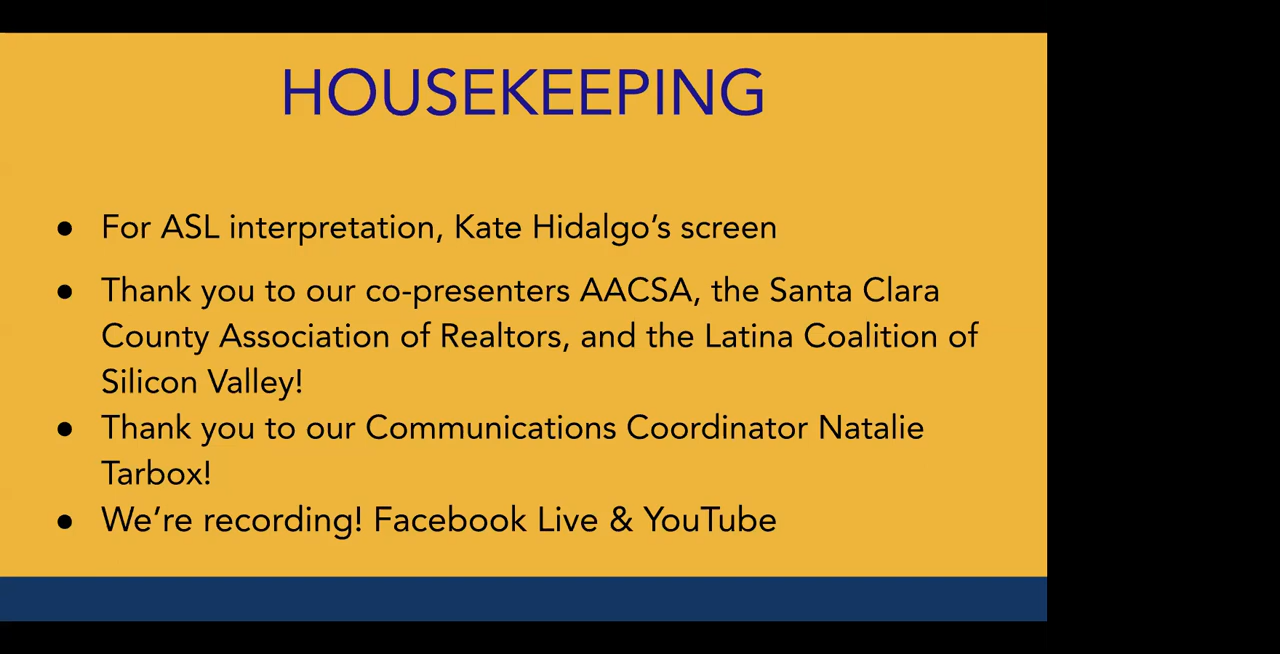 HOUSEKEEPING
● For ASL interpretation, Kate Hidalgo’s screen
● Thank you to our co-presenters AACSA, the Santa Clara
County Association of Realtors, and the Latina Coalition of
Silicon Valley!
● Thank you to our Communications Coordinator Natalie
Tarbox!
● We’re recording! Facebook Live & YouTube